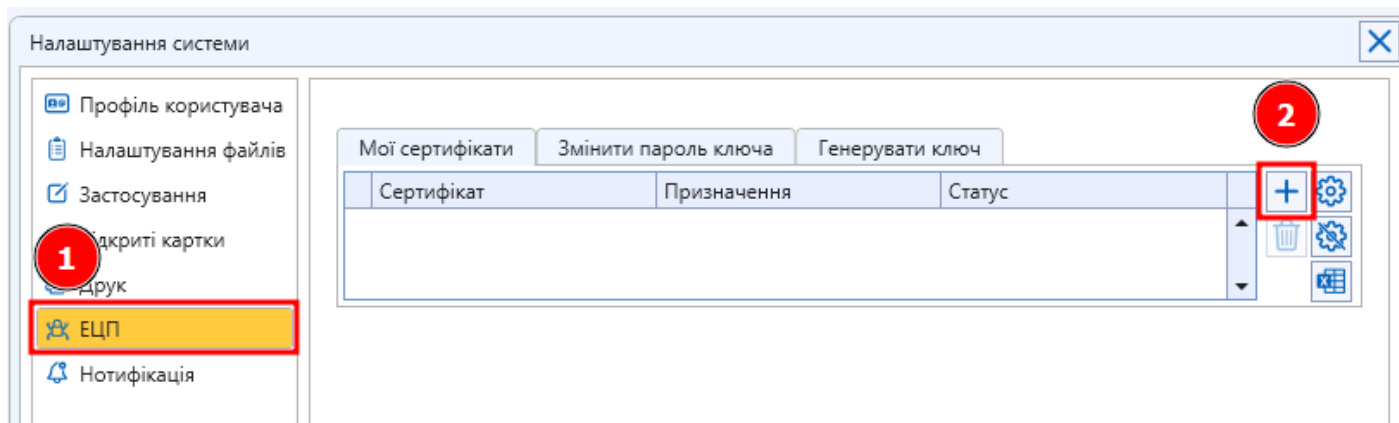 Налаштування системи
Профіль користувача
Налаштування файлів
Застосування
дкриті картки
Друк
ЕЦП
Нотифікація
1
2
Мої сертифікати Змінити пароль ключа Генерувати ключ
Сертифікат Призначення Статус